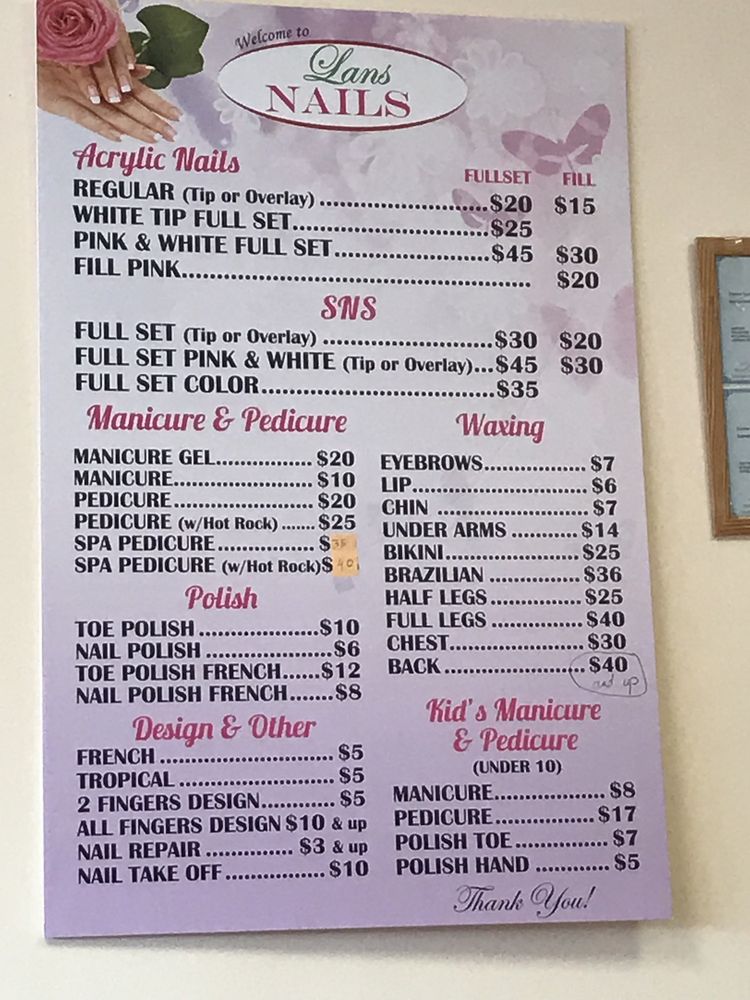 Welcome to
Lans
NAILS
Acrylic Nails
FULLSET FILL
REGULAR (Tip or Overlay) ........................$20 $15
WHITE TIP FULL SET............................$25
PINK & WHITE FULL SET......................$45 $30
FILL PINK.................................................. $20
SNS
FULL SET (Tip or Overlay) ........................$30 $20
FULL SET PINK & WHITE (Tip or Overlay)...$45 $30
FULL SET COLOR.................................$35
Manicure & Pedicure
MANICURE GEL............... $20
MANICURE...................... $10
PEDICURE...................... $20
PEDICURE (w/Hot Rock) ....... $25
SPA PEDICURE............... $35
SPA PEDICURE (w/Hot Rock)$ 40
Polish
TOE POLISH ..................$10
NAIL POLISH ...................$6
TOE POLISH FRENCH......$12
NAIL POLISH FRENCH.......$8
Design & Other
FRENCH ........................... $5
TROPICAL ........................ $5
2 FINGERS DESIGN............ $5
ALL FINGERS DESIGN $10 & up
NAIL REPAIR .............. $3 & up
NAIL TAKE OFF................ $10
Waxing
EYEBROWS................ $7
LIP........................... $6
CHIN ........................ $7
UNDER ARMS ........... $14
BIKINI...................... $25
BRAZILIAN ............... $36
HALF LEGS ............... $25
FULL LEGS ............... $40
CHEST...................... $30
BACK ....................... $40
up
Kid's Manicure
& Pedicure
(UNDER 10)
MANICURE................... $8
PEDICURE................. $17
POLISH TOE................ $7
POLISH HAND ............. $5
Thank You!